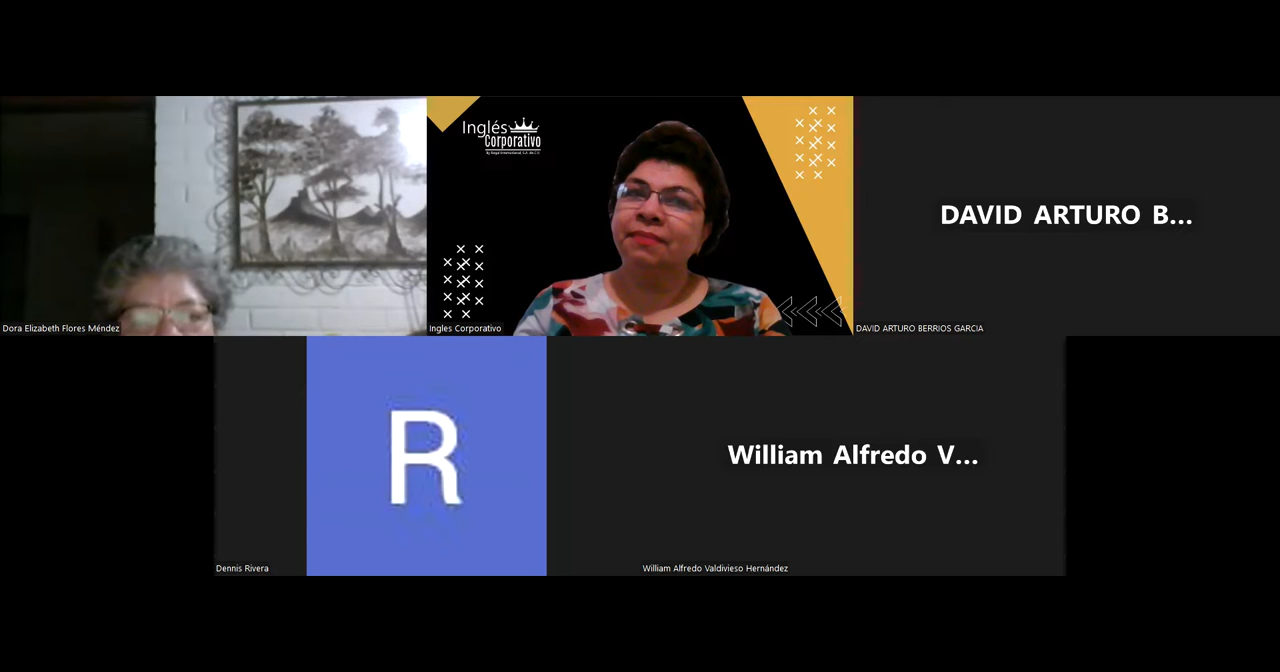 Inglés
Corporativo
DAVID ARTURO B...
Dora Elizabeth Flores Méndez
Ingles Corporativo
DAVID ARTURO BERRIOS GARCIA
R
William Alfredo V...
Dennis Rivera
William Alfredo Valdivieso Hernández